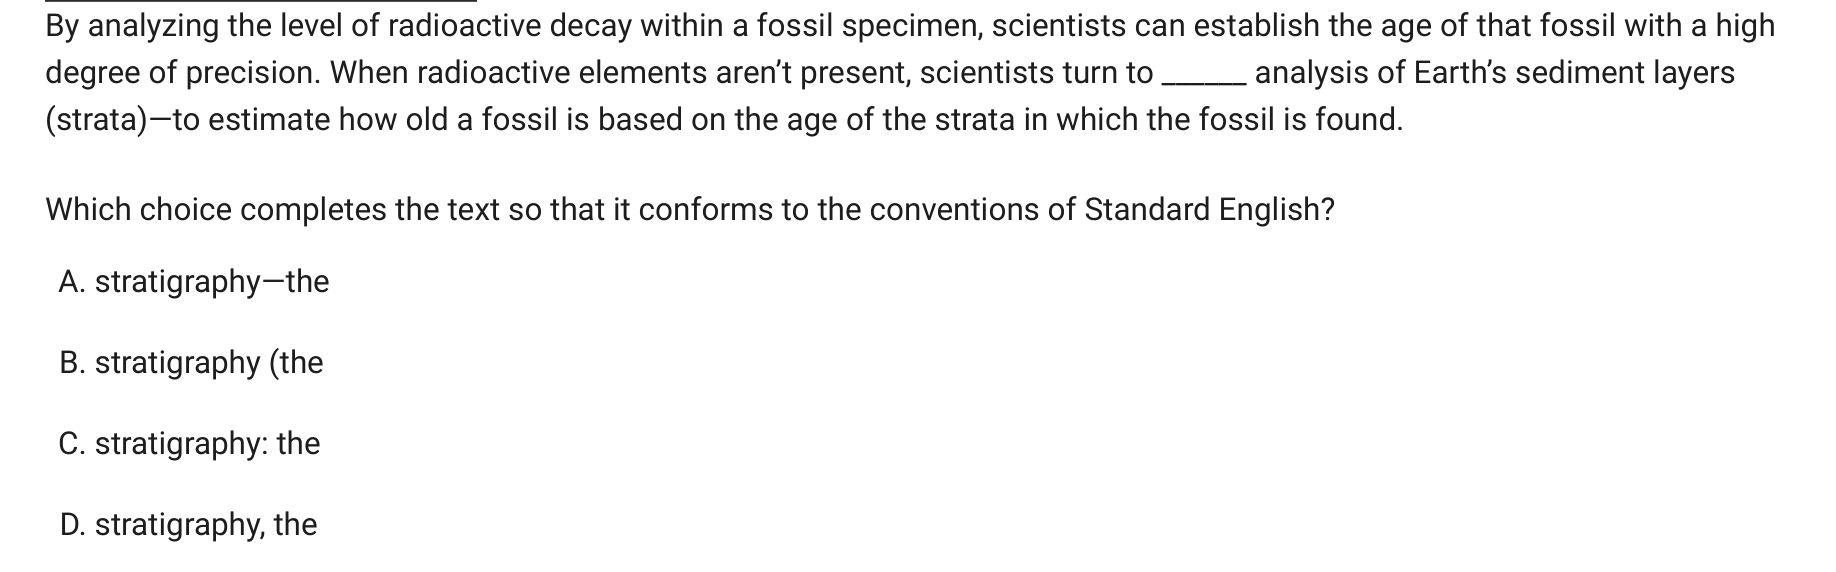 By analyzing the level of radioactive decay within a fossil specimen, scientists can establish the age of that fossil with a high
degree of precision. When radioactive elements aren’t present, scientists turn to ______ analysis of Earth’s sediment layers
(strata)—to estimate how old a fossil is based on the age of the strata in which the fossil is found.
Which choice completes the text so that it conforms to the conventions of Standard English?
A. stratigraphy—the
B. stratigraphy (the
C. stratigraphy: the
D. stratigraphy, the